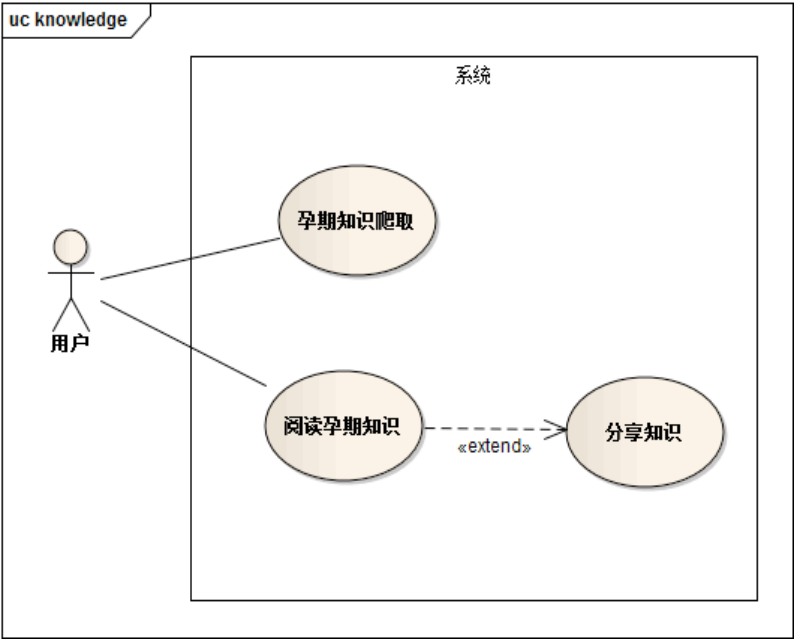 uc knowledge
系统
孕期知识爬取
用户
阅读孕期知识
«extend»
分享知识